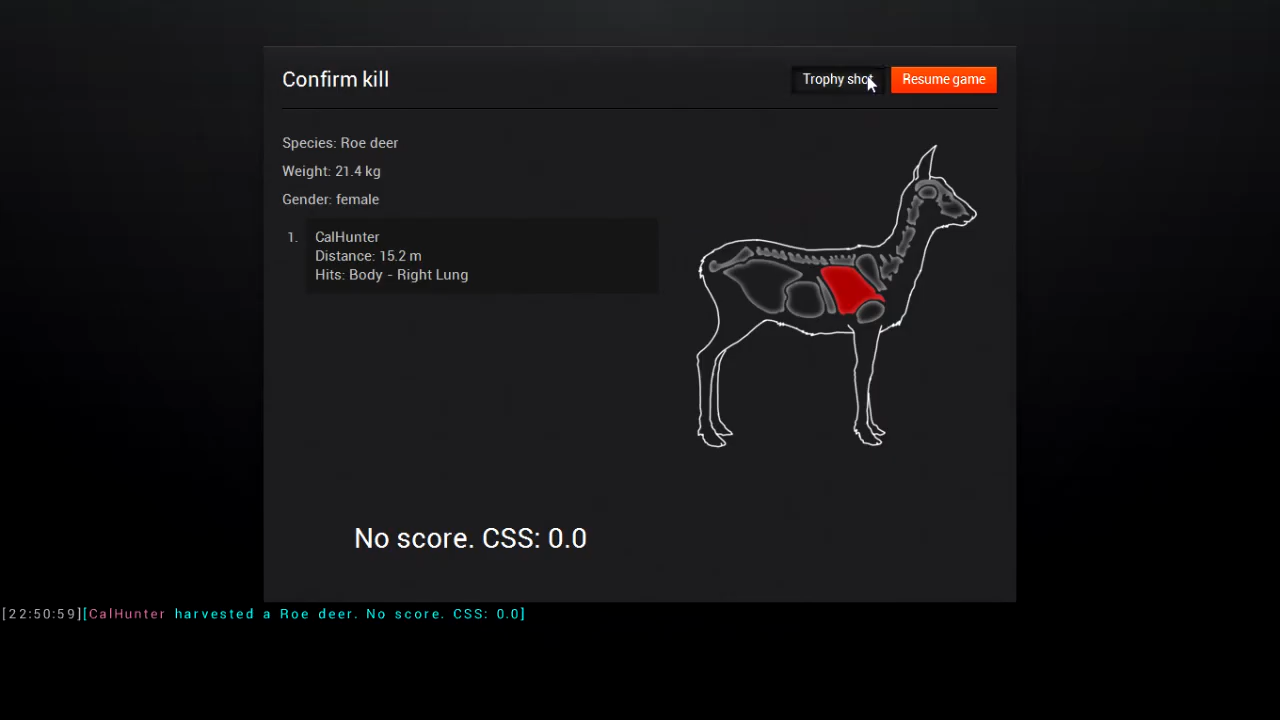 Confirm kill
Trophy shot
Resume game
Species: Roe deer
Weight: 21.4 kg
Gender: female
1.
CalHunter
Distance: 15.2 m
Hits: Body - Right Lung
No score. CSS: 0.0
[22:50:59][CalHunter harvested a Roe deer. No score. CSS: 0.0]